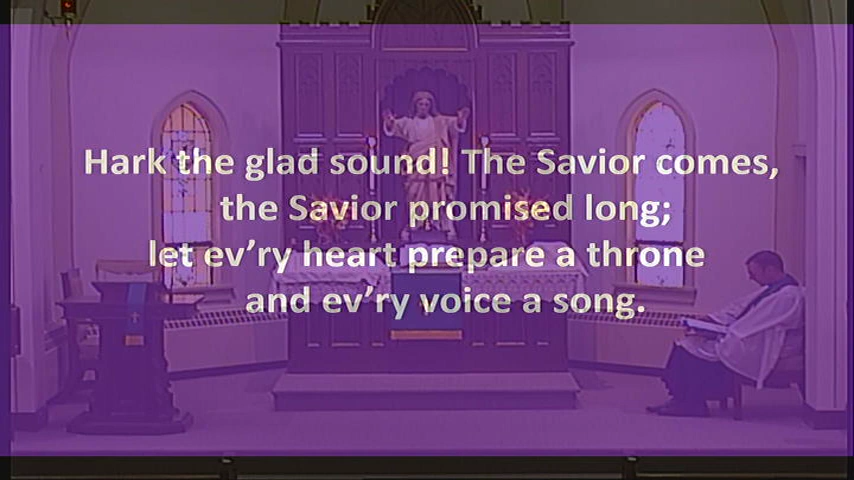 Hark the glad sound! The Savior comes,
the Savior promised long;
let ev’ry heart prepare a throne
and ev’ry voice a song.